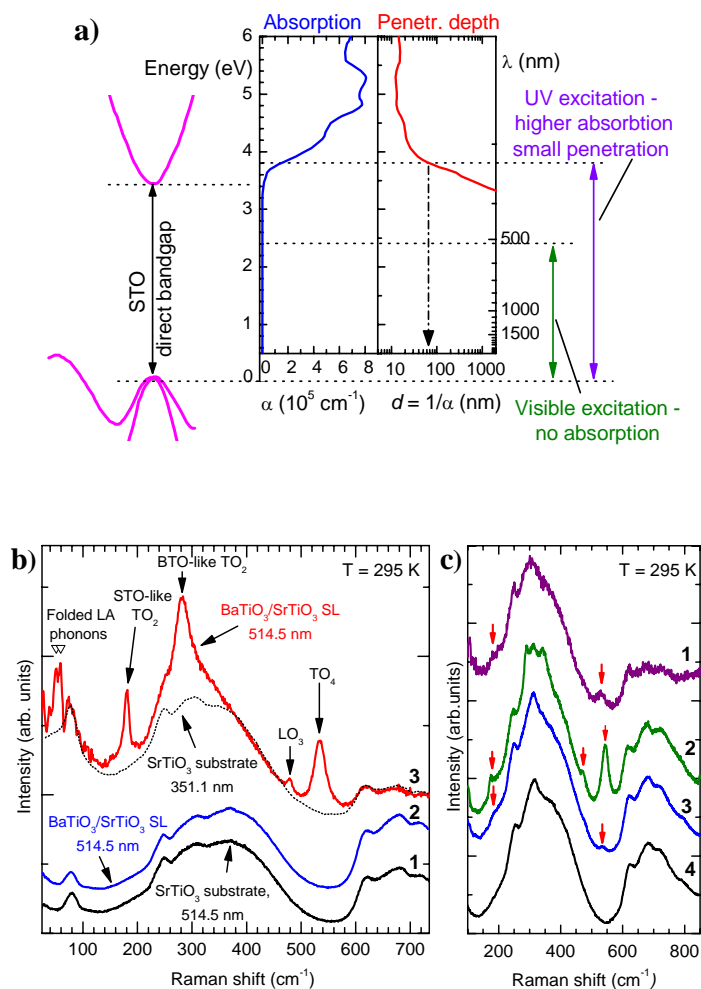 a)
Absorption
Penetr. depth
Energy (eV)
λ (nm)
6
5
4
3
2
1
0
500
1000
1500
0 2 4 6 8
10 100 1000
α (10⁵ cm⁻¹)
d = 1/α (nm)
STO
direct bandgap
UV excitation -
higher absorbtion
small penetration
Visible excitation -
no absorption
b)
BTO-like TO₂
T = 295 K
STO-like
TO₂
Folded LA
phonons
BaTiO₃/SrTiO₃ SL
514.5 nm
TO₄
LO₃
SrTiO₃ substrate
351.1 nm
3
BaTiO₃/SrTiO₃ SL
514.5 nm
2
1
SrTiO₃ substrate,
514.5 nm
Intensity (arb. units)
100 200 300 400 500 600 700
Raman shift (cm⁻¹)
c)
T = 295 K
1
2
3
4
Intensity (arb.units)
200 400 600 800
Raman shift (cm⁻¹)